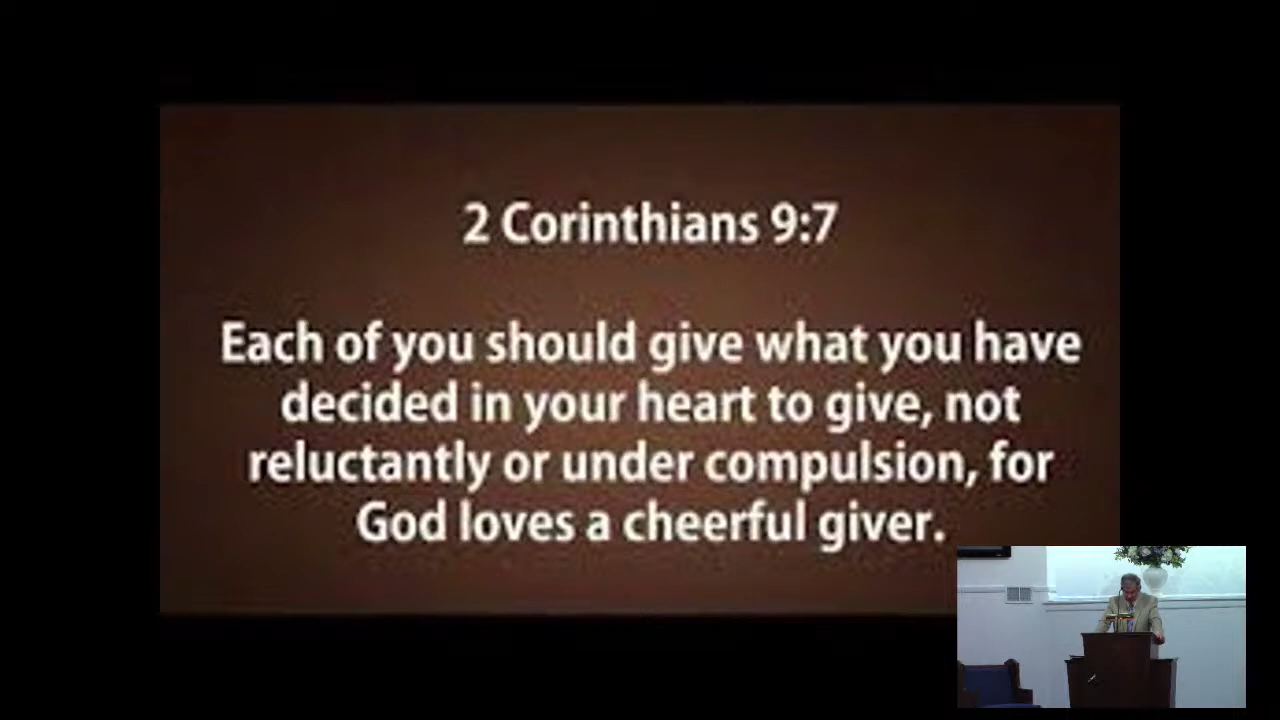 2 Corinthians 9:7
Each of you should give what you have
decided in your heart to give, not
reluctantly or under compulsion, for
God loves a cheerful giver.